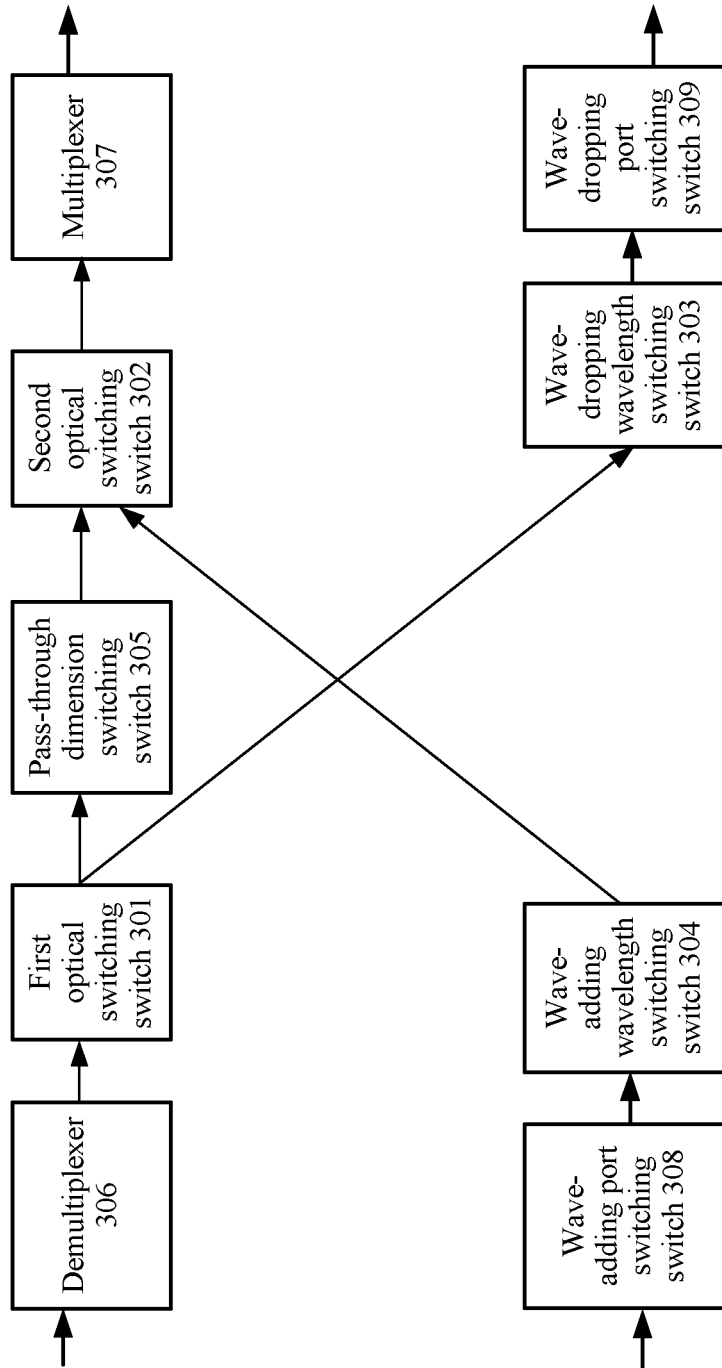 Demultiplexer
306
First
optical
switching
switch 301
Pass-through
dimension
switching
switch 305
Second
optical
switching
switch 302
Multiplexer
307
Wave-
adding port
switching
switch 308
Wave-
adding
wavelength
switching
switch 304
Wave-
dropping
wavelength
switching
switch 303
Wave-
dropping
port
switching
switch 309